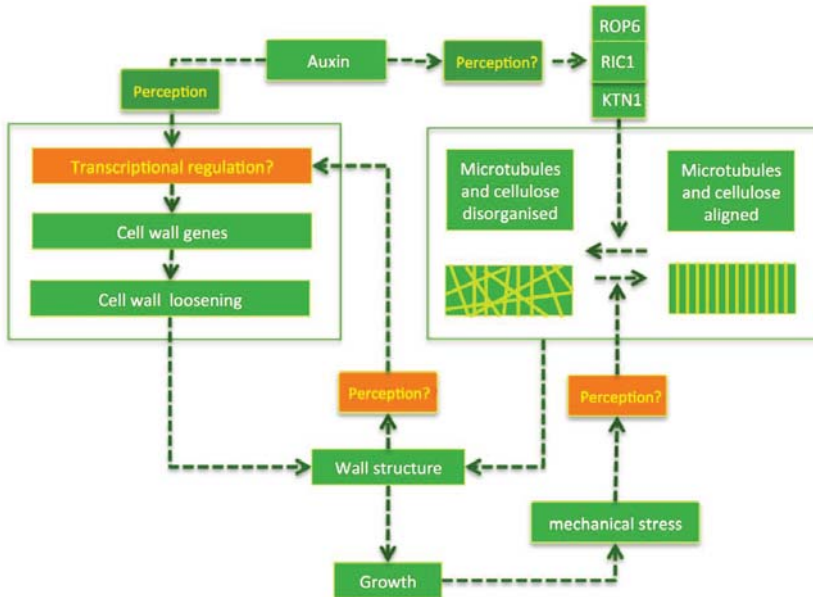 ROP6
Auxin
Perception?
RIC1
Perception
KTN1
Transcriptional regulation?
Cell wall genes
Cell wall loosening
Microtubules
and cellulose
disorganised
Microtubules
and cellulose
aligned
Perception?
Perception?
Wall structure
mechanical stress
Growth